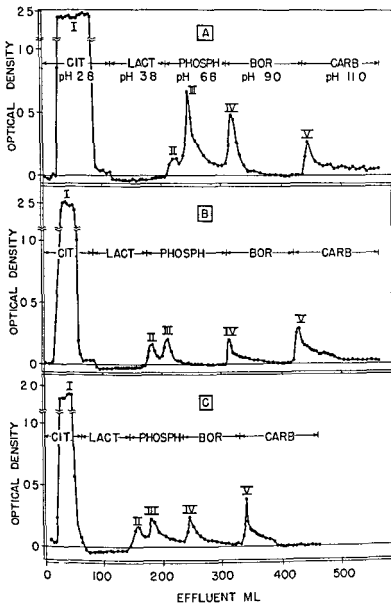 I
A
CIT. LACT PHOSPH BOR CARB
pH 2.8 pH 3.8 pH 6.8 pH 9.0 pH 11.0
III
IV
II
V
2.5
1.0
0.5
0
OPTICAL DENSITY
I
B
CIT. LACT PHOSPH BOR CARB
II III IV V
2.5
1.0
0.5
0
OPTICAL DENSITY
I
C
CIT. LACT PHOSPH BOR CARB
II III IV V
2.0
1.0
0.5
0
OPTICAL DENSITY
0 100 200 300 400 500
EFFLUENT ML